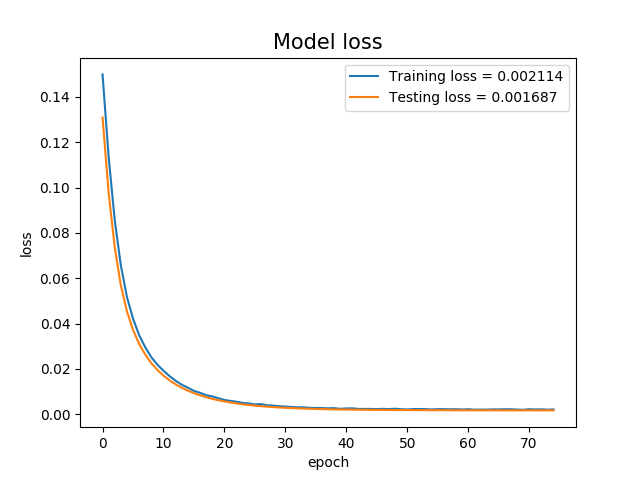 Model loss
Training loss = 0.002114
Testing loss = 0.001687
0.14
0.12
0.10
0.08
0.06
0.04
0.02
0.00
loss
0 10 20 30 40 50 60 70
epoch